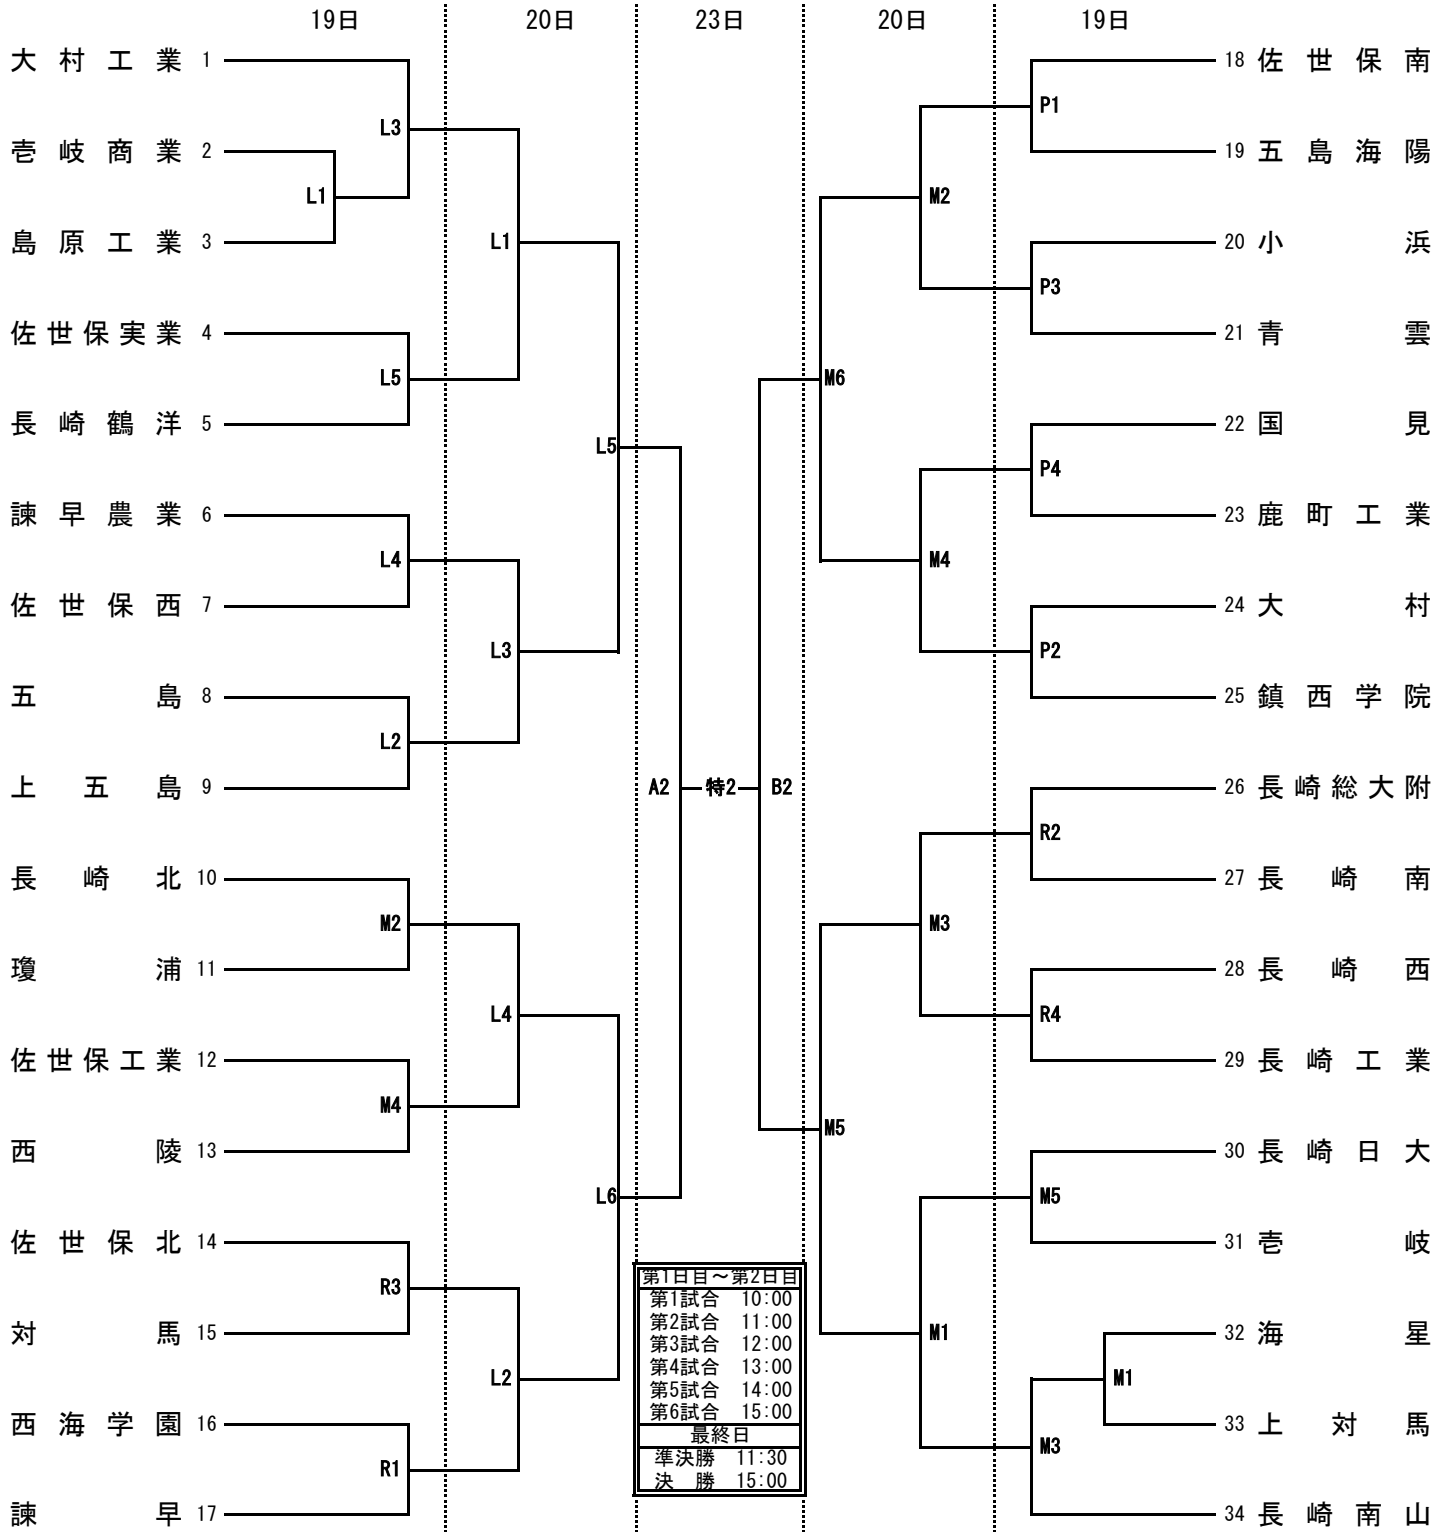 19日 20日 23日 20日 19日
大村工業 1
壱岐商業 2
島原工業 3
佐世保実業 4
長崎鶴洋 5
諫早農業 6
佐世保西 7
五島 8
上五島 9
長崎北 10
瓊浦 11
佐世保工業 12
西陵 13
佐世保北 14
対馬 15
西海学園 16
諫早 17
L3
L1
L5
L4
L2
M2
M4
R3
R1
L1
L3
L4
L2
L5
L6
A2 特2 B2
M6
M5
M2
M4
M3
M1
P1
P3
P4
P2
R2
R4
M5
M1
M3
18 佐世保南
19 五島海陽
20 小浜
21 青雲
22 国見
23 鹿町工業
24 大村
25 鎮西学院
26 長崎総大附
27 長崎南
28 長崎西
29 長崎工業
30 長崎日大
31 壱岐
32 海星
33 上対馬
34 長崎南山
第1日目～第2日目
第1試合 10:00
第2試合 11:00
第3試合 12:00
第4試合 13:00
第5試合 14:00
第6試合 15:00
最終日
準決勝 11:30
決勝 15:00